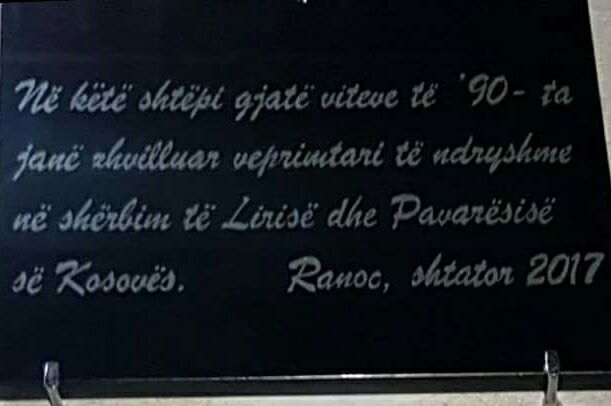 Në këtë shtëpi gjatë viteve të '90- ta
janë zhvilluar veprimtari të ndryshme
në shërbim të Lirisë dhe Pavarësisë
së Kosovës. Ranoc, shtator 2017